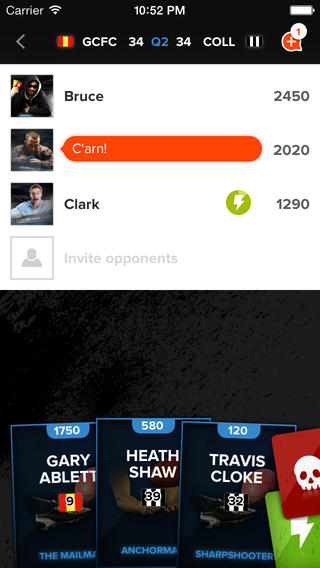 Carrier 10:52 PM
GCFC 34 Q2 34 COLL
1
Bruce 2450
C'arn! 2020
Clark 1290
Invite opponents
1750
GARY
ABLETT
9
THE MAILMA
580
HEATH
SHAW
39
ANCHORMA
120
TRAVIS
CLOKE
32
SHARPSHOOTER